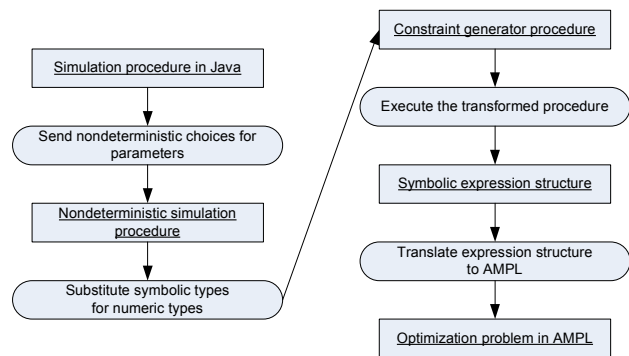 Simulation procedure in Java
Send nondeterministic choices for
parameters
Nondeterministic simulation
procedure
Substitute symbolic types
for numeric types
Constraint generator procedure
Execute the transformed procedure
Symbolic expression structure
Translate expression structure
to AMPL
Optimization problem in AMPL